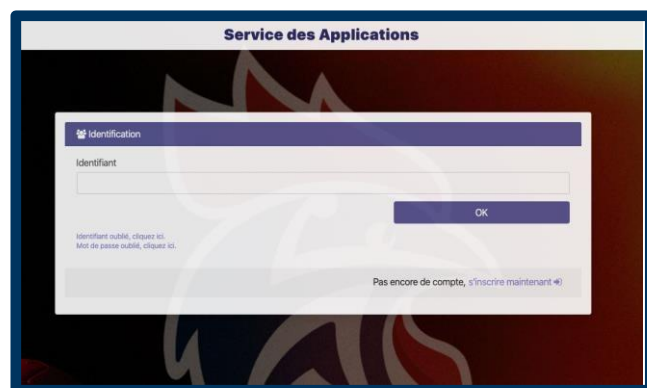 Service des Applications
Identification
Identifiant
OK
Identifiant oublié, cliquez ici.
Mot de passe oublié, cliquez ici.
Pas encore de compte, s'inscrire maintenant